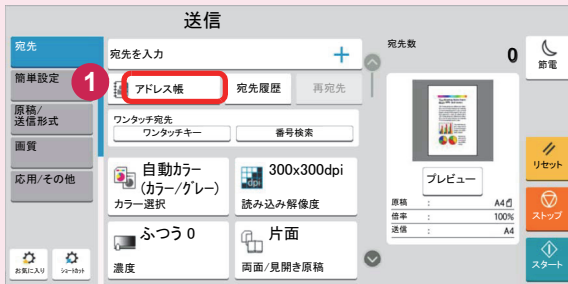 送信
宛先
簡単設定
原稿/
送信形式
画質
応用/その他
お気に入り
ショートカット
1
宛先を入力
アドレス帳
宛先履歴
再宛先
ワンタッチ宛先
ワンタッチキー
番号検索
自動カラー
(カラー/グレー)
カラー選択
300x300dpi
dpi
読み込み解像度
ふつう 0
濃度
片面
両面/見開き原稿
宛先数
0
プレビュー
原稿 : A4
倍率 : 100%
送信 : A4
節電
リセット
ストップ
スタート